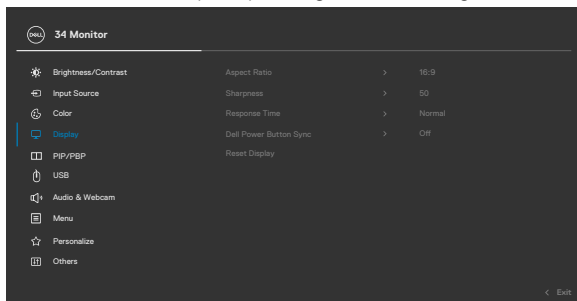 DELL 34 Monitor
Brightness/Contrast Aspect Ratio > 16:9
Input Source Sharpness > 50
Color Response Time > Normal
Display Dell Power Button Sync > Off
PIP/PBP Reset Display
USB
Audio & Webcam
Menu
Personalize
Others
< Exit